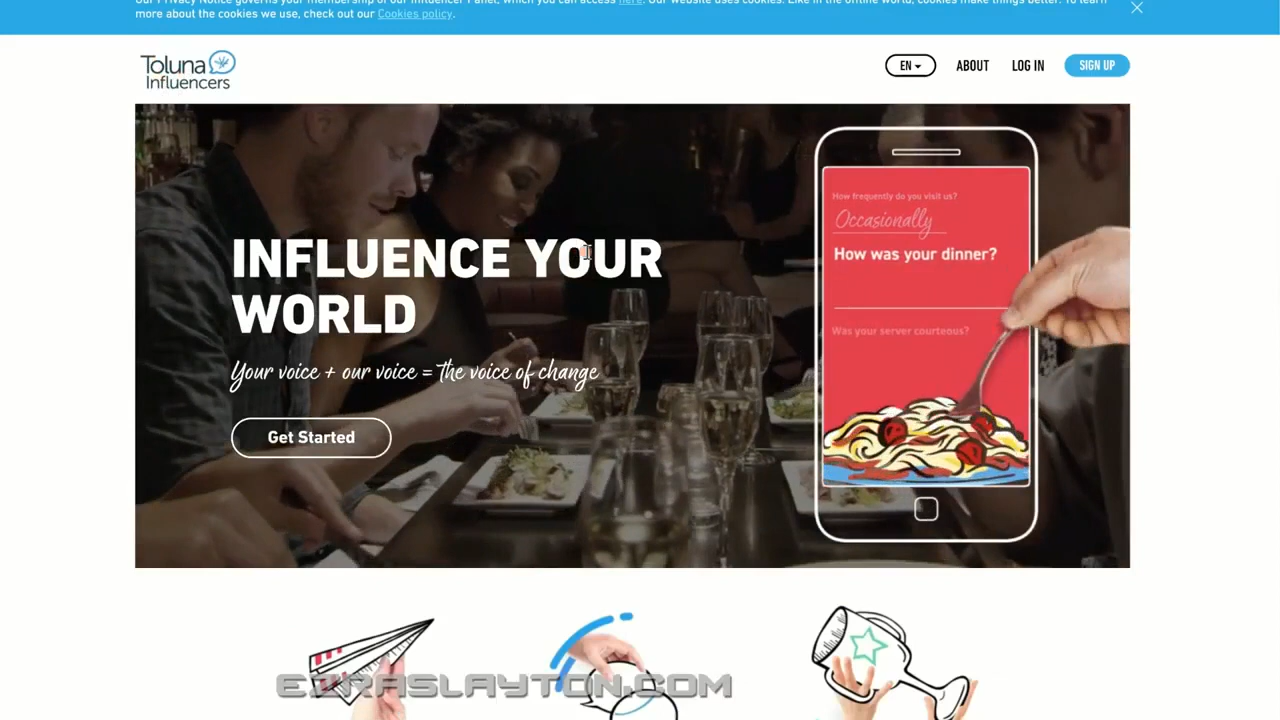 Our Privacy Notice governs your membership of our Influencer Panel, which you can access here. Our website uses cookies. Like in the offline world, cookies make things better. To learn
more about the cookies we use, check out our Cookies policy.
Toluna
Influencers
EN
ABOUT
LOG IN
SIGN UP
INFLUENCE YOUR
WORLD
Your voice + our voice = the voice of change
Get Started
How frequently do you visit us?
Occasionally
How was your dinner?
Was your server courteous?
EZRASLAYTON.COM